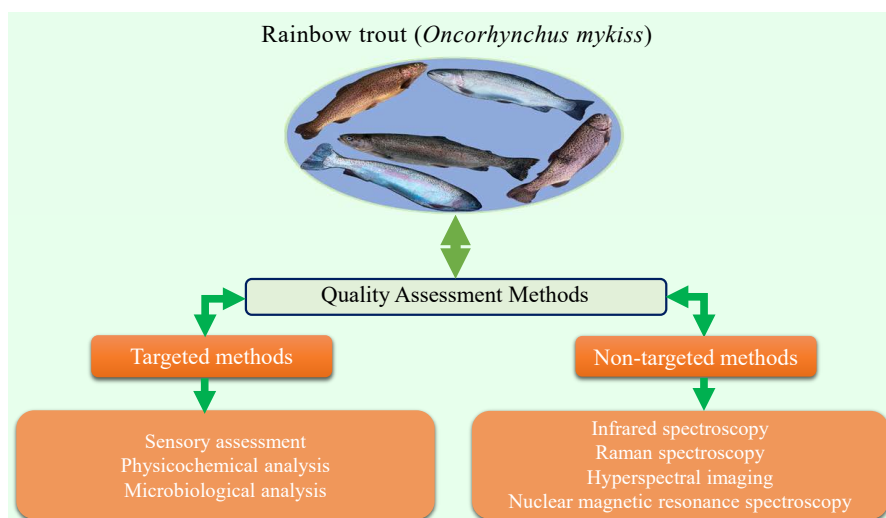 Rainbow trout (Oncorhynchus mykiss)
Quality Assessment Methods
Targeted methods
Non-targeted methods
Sensory assessment
Physicochemical analysis
Microbiological analysis
Infrared spectroscopy
Raman spectroscopy
Hyperspectral imaging
Nuclear magnetic resonance spectroscopy